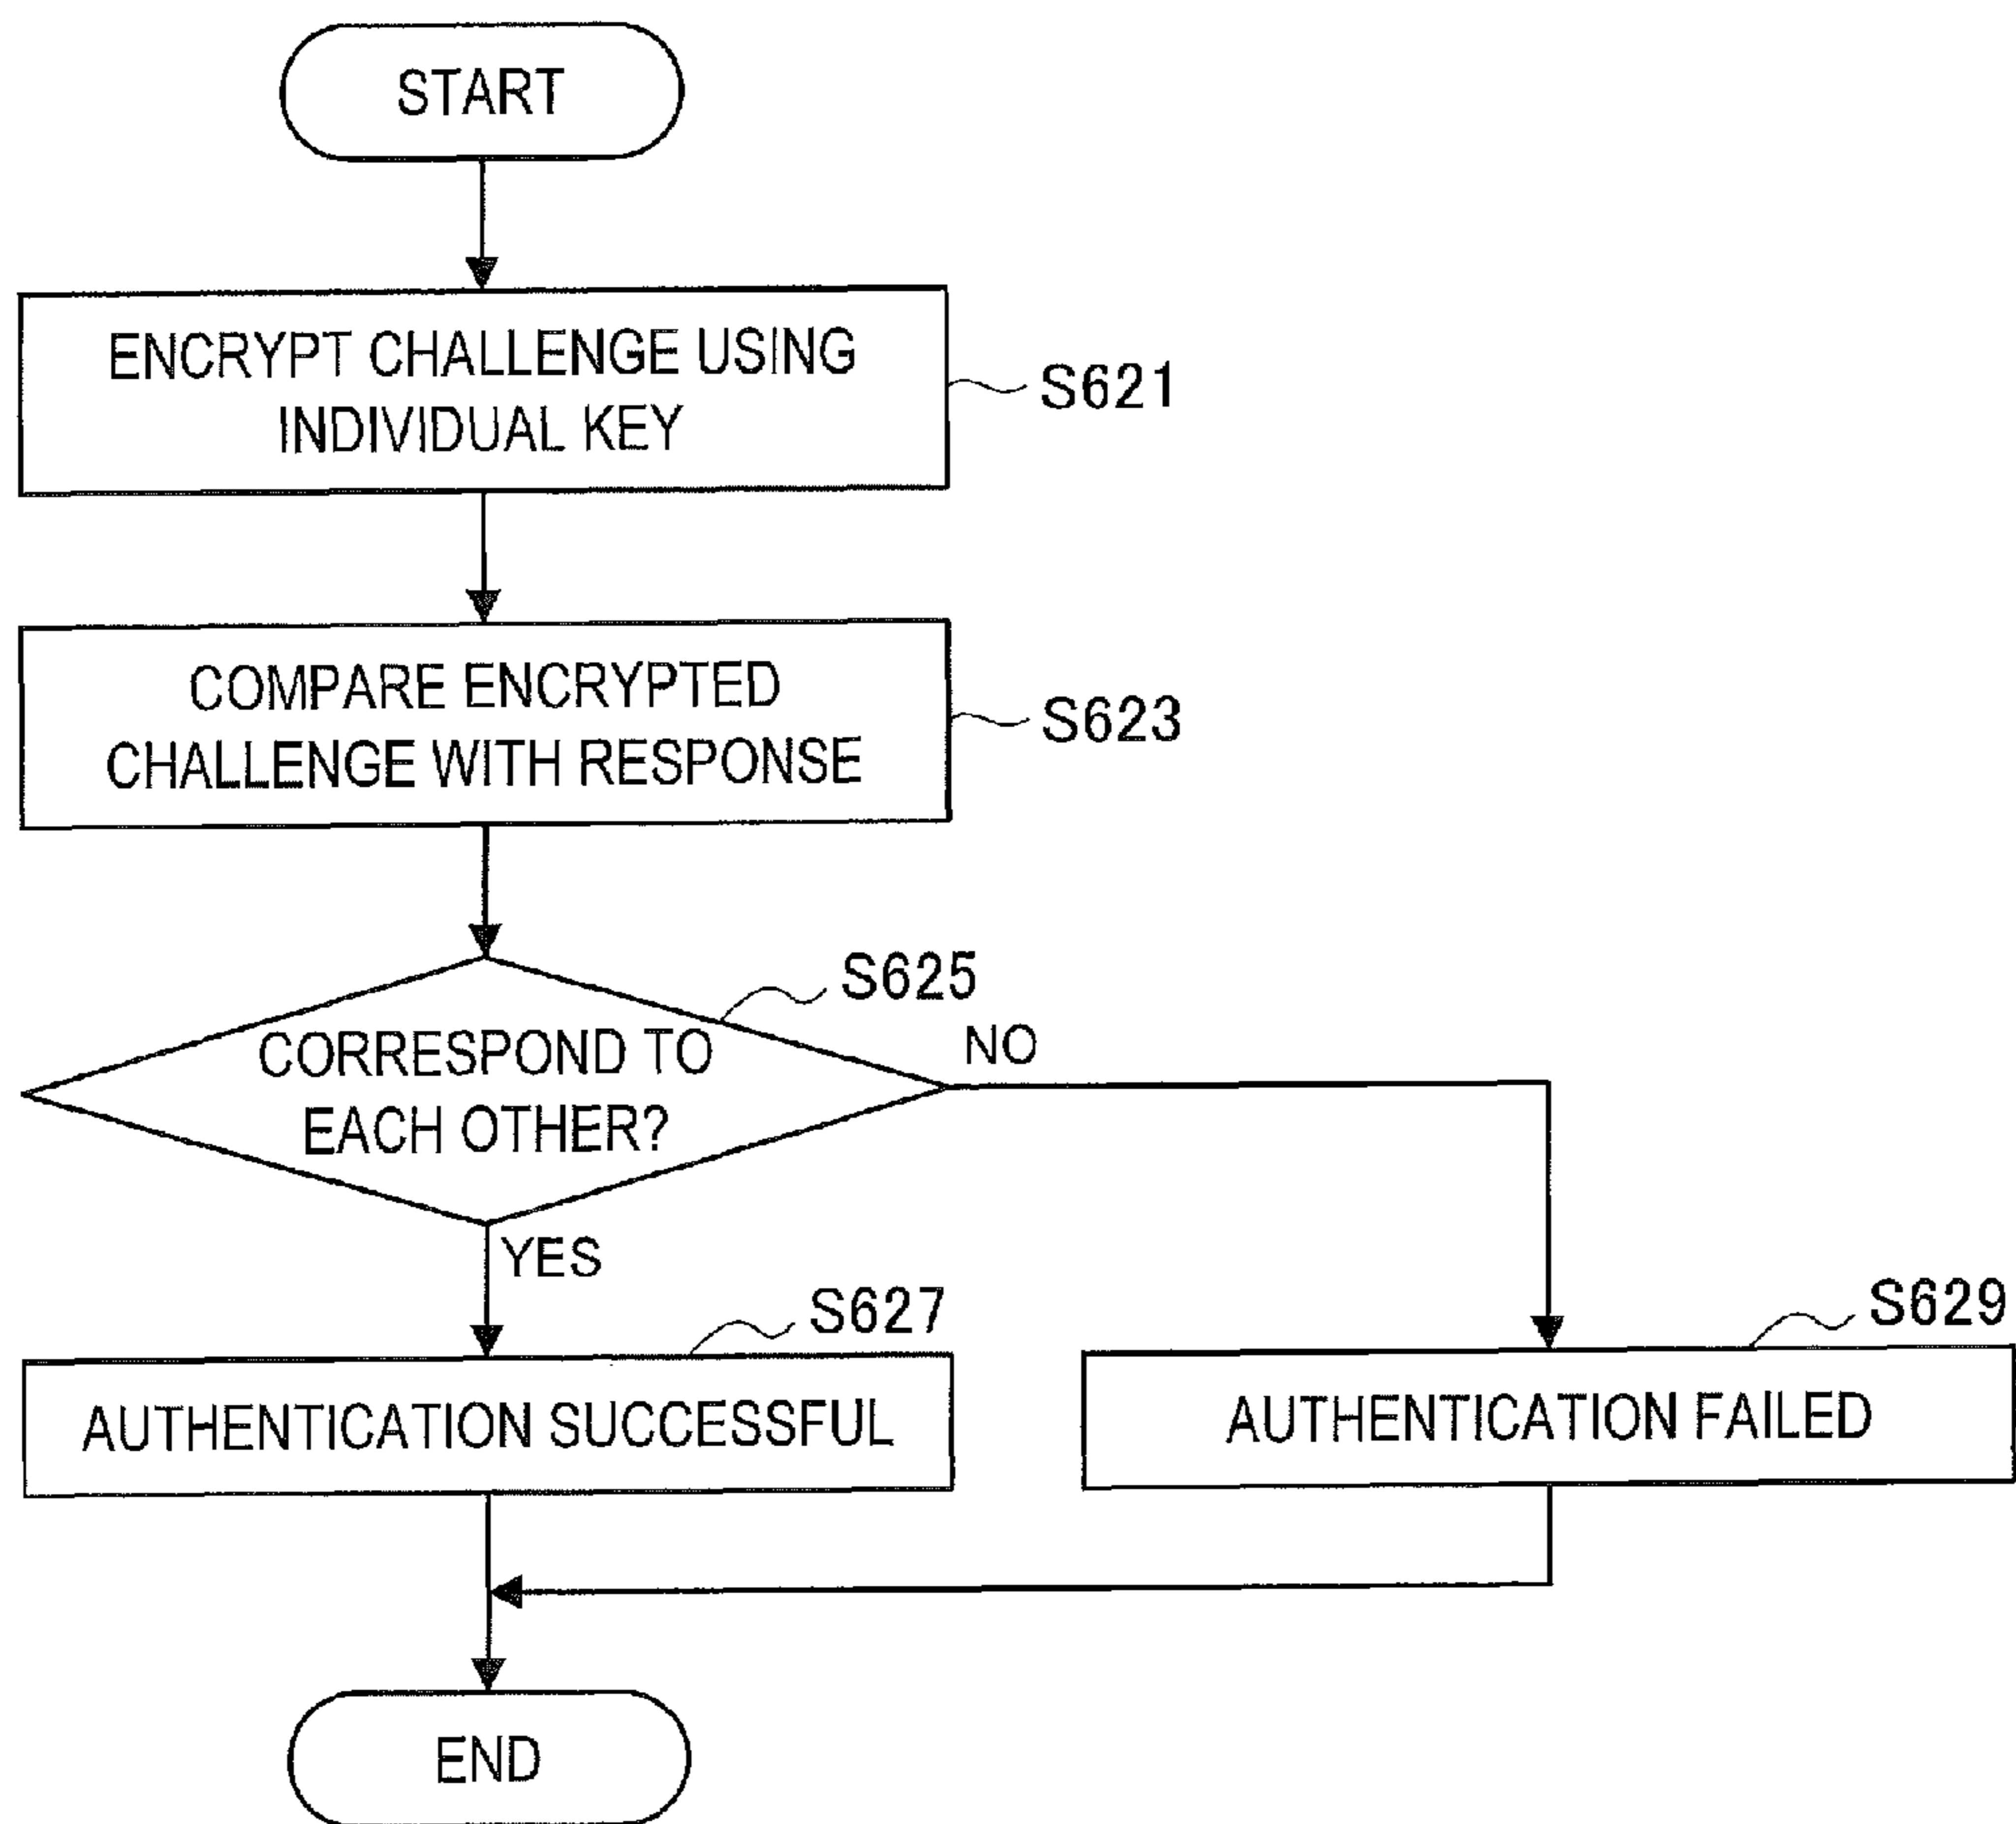 START
ENCRYPT CHALLENGE USING
INDIVIDUAL KEY
S621
COMPARE ENCRYPTED
CHALLENGE WITH RESPONSE
S623
S625
CORRESPOND TO
EACH OTHER?
NO
YES
S627
AUTHENTICATION SUCCESSFUL
S629
AUTHENTICATION FAILED
END